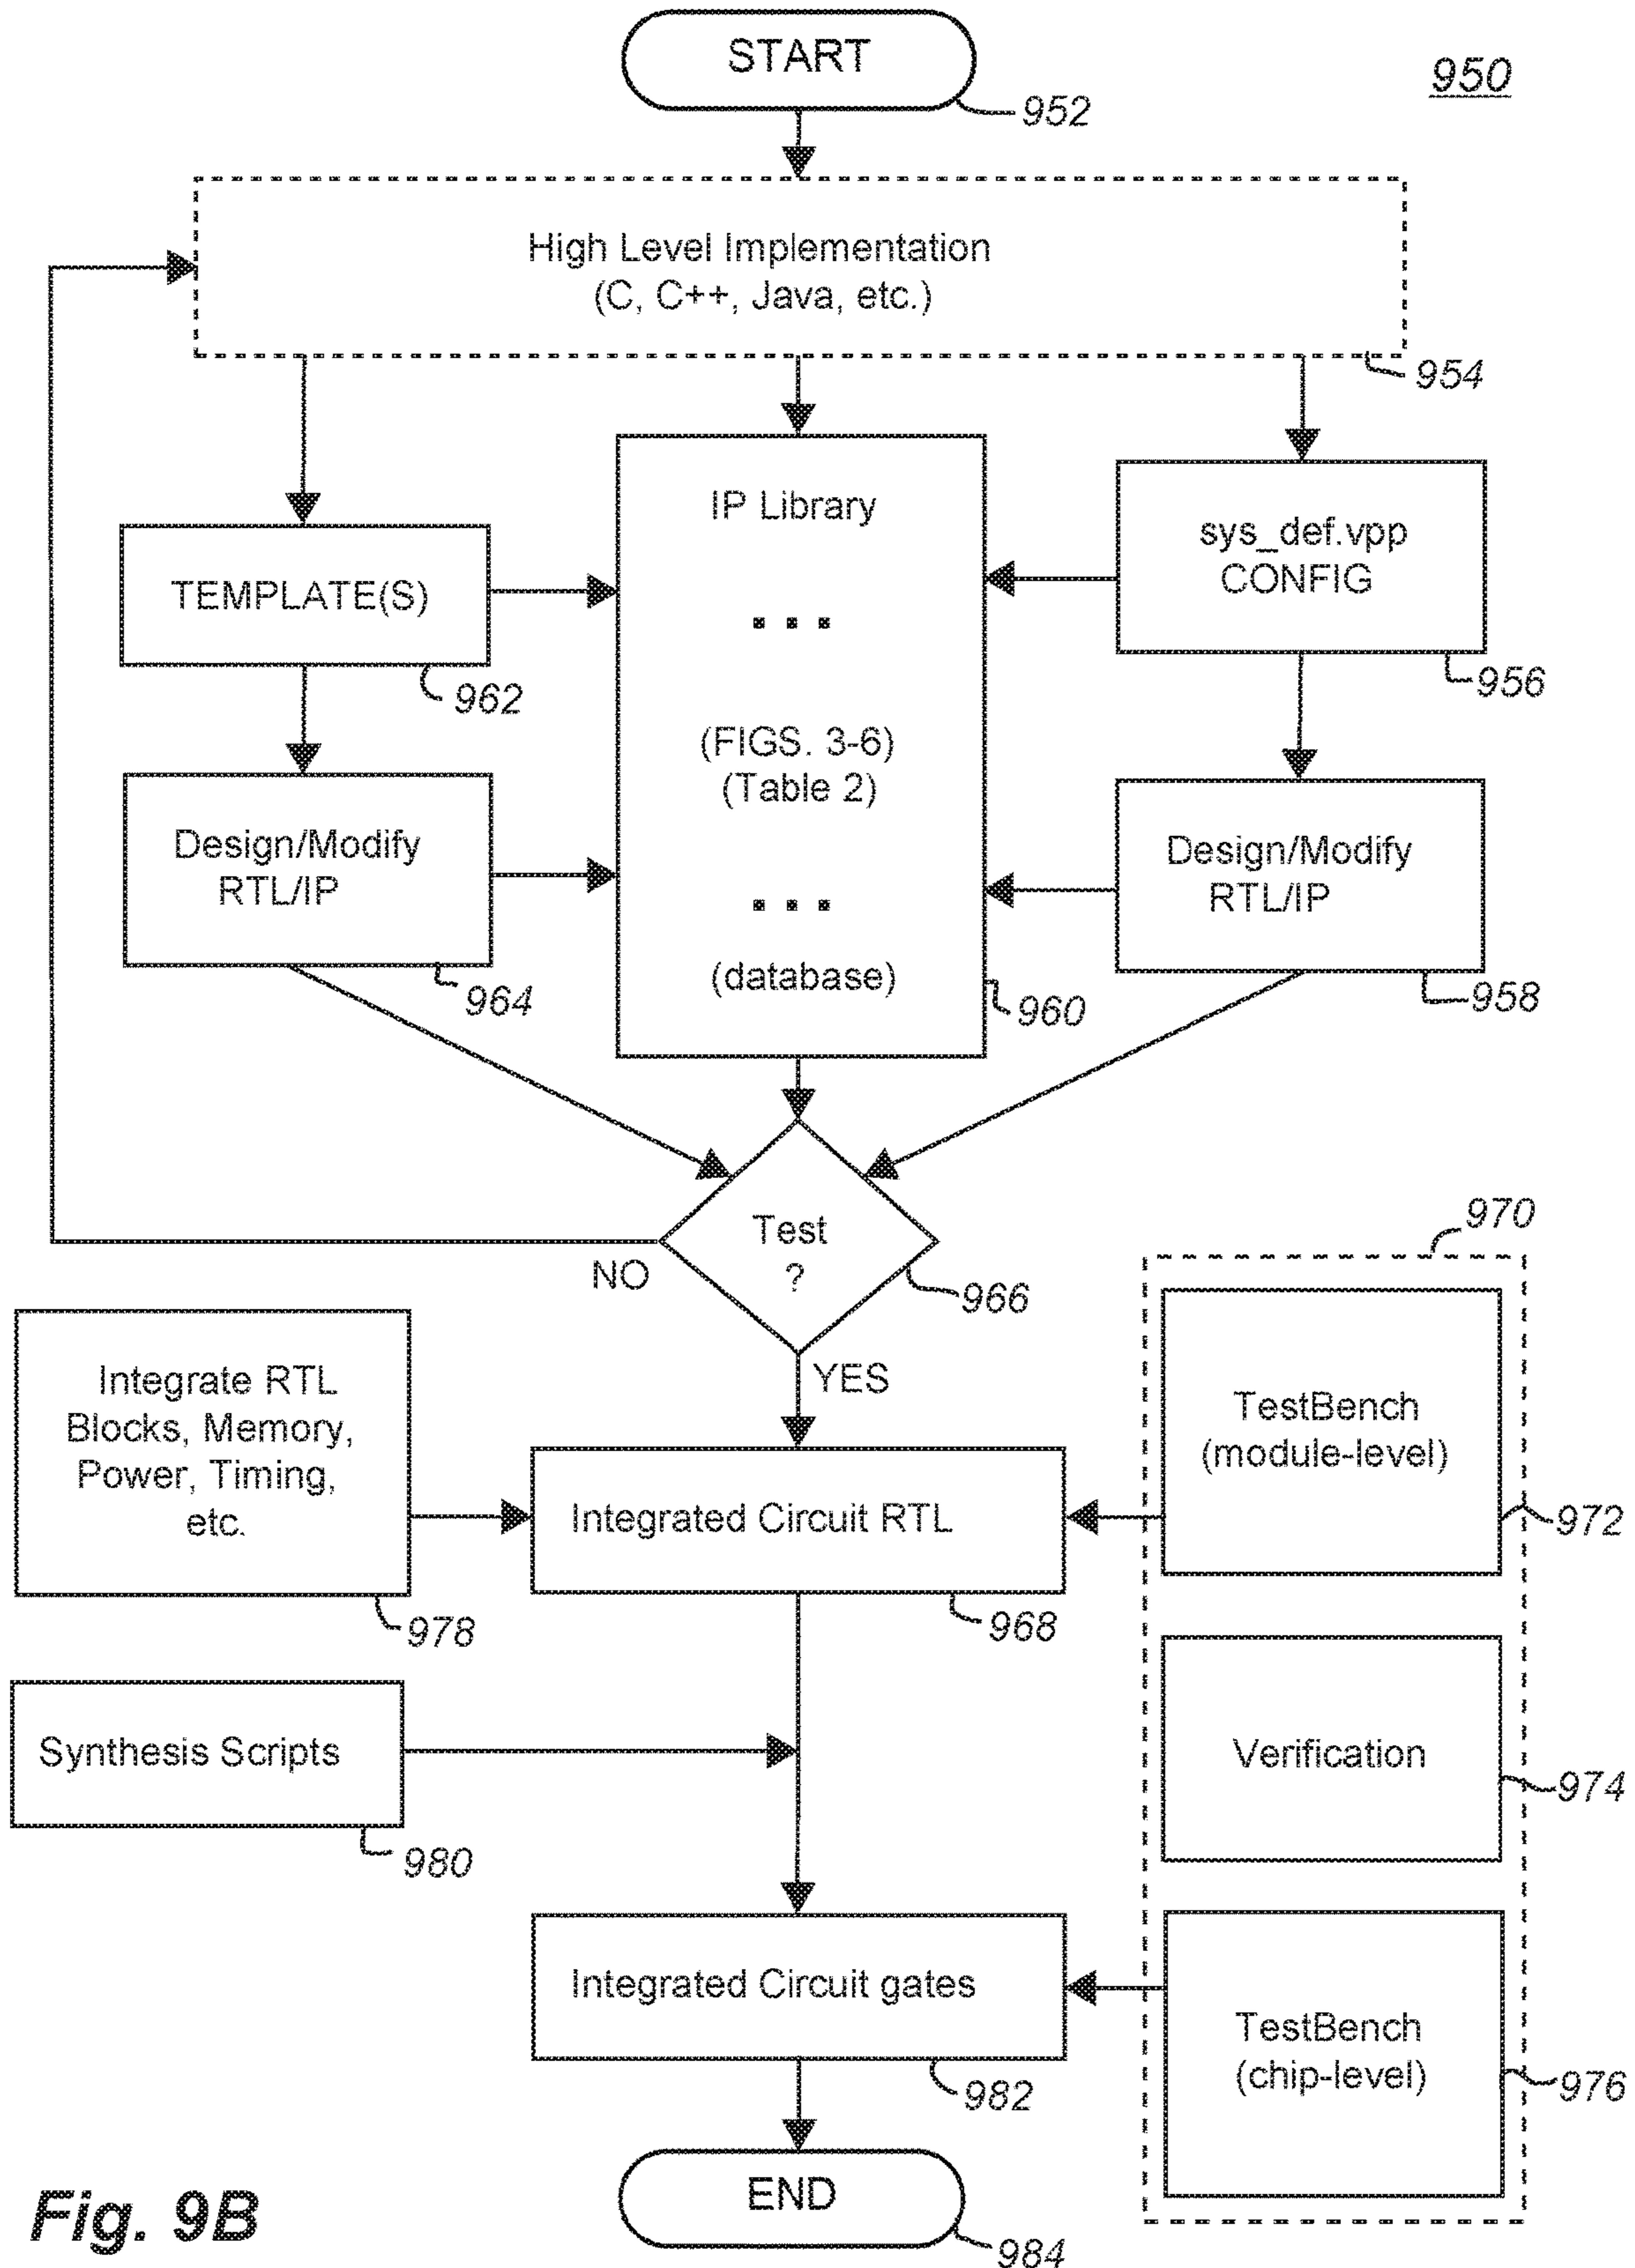 START
950
952
High Level Implementation
(C, C++, Java, etc.)
954
IP Library
sys_def.vpp
CONFIG
TEMPLATE(S)
...
962
956
(FIGS. 3-6)
(Table 2)
Design/Modify
RTL/IP
Design/Modify
RTL/IP
...
(database)
964
960
958
Test
?
NO
966
970
YES
Integrate RTL
Blocks, Memory,
Power, Timing,
etc.
TestBench
(module-level)
Integrated Circuit RTL
972
978
968
Synthesis Scripts
Verification
974
980
Integrated Circuit gates
TestBench
(chip-level)
982
976
END
984
Fig. 9B